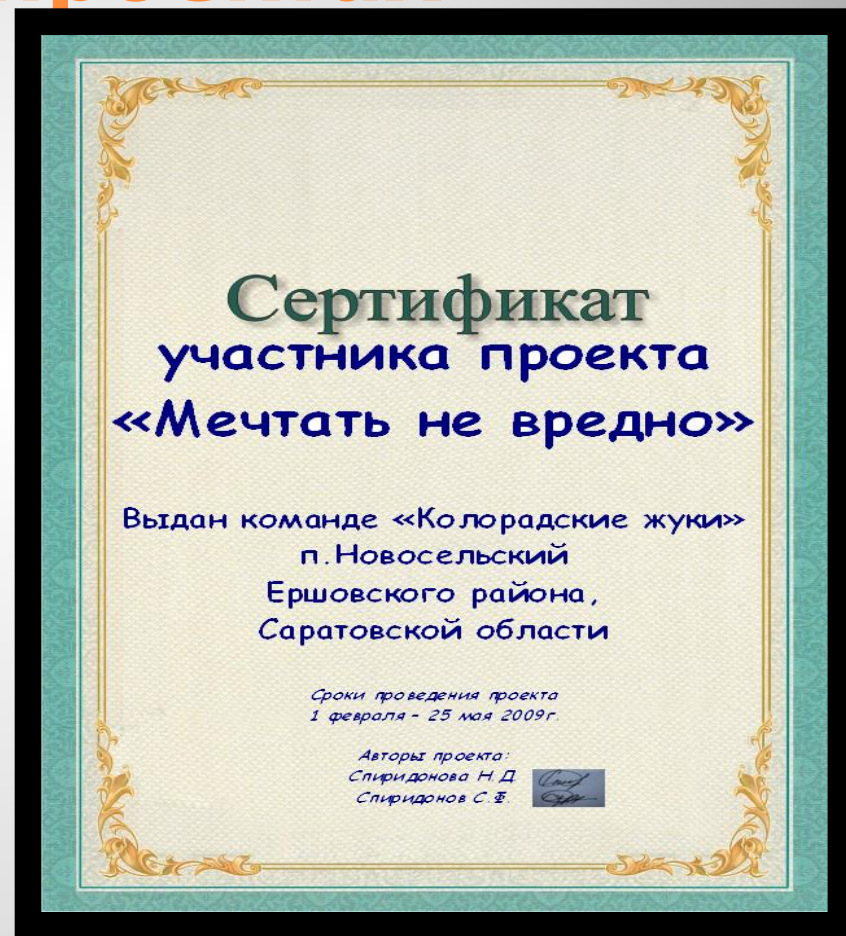 Сертификат
участника проекта
«Мечтать не вредно»
Выдан команде «Колорадские жуки»
п.Новосельский
Ершовского района,
Саратовской области
Сроки проведения проекта
1 февраля - 25 мая 2009г.
Авторы проекта:
Спиридонова Н.Д.
Спиридонов С.Ф.